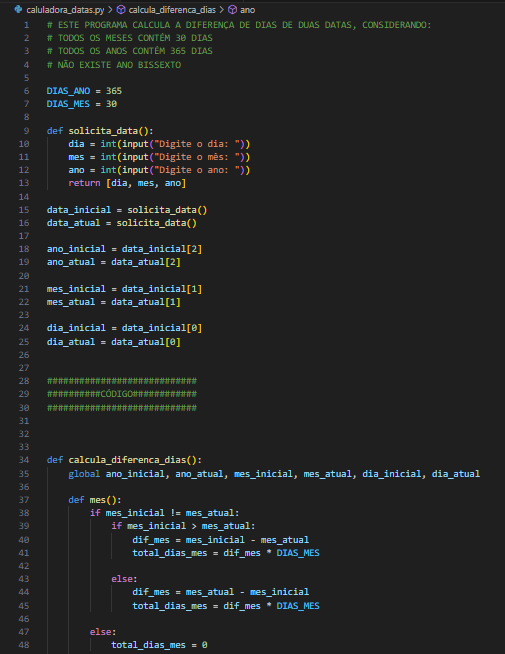 caluladora_datas.py > calcula_diferenca_dias > ano
1 # ESTE PROGRAMA CALCULA A DIFERENÇA DE DIAS DE DUAS DATAS, CONSIDERANDO:
2 # TODOS OS MESES CONTÉM 30 DIAS
3 # TODOS OS ANOS CONTÉM 365 DIAS
4 # NÃO EXISTE ANO BISSEXTO
5
6 DIAS_ANO = 365
7 DIAS_MES = 30
8
9 def solicita_data():
10     dia = int(input("Digite o dia: "))
11     mes = int(input("Digite o mês: "))
12     ano = int(input("Digite o ano: "))
13     return [dia, mes, ano]
14
15 data_inicial = solicita_data()
16 data_atual = solicita_data()
17
18 ano_inicial = data_inicial[2]
19 ano_atual = data_atual[2]
20
21 mes_inicial = data_inicial[1]
22 mes_atual = data_atual[1]
23
24 dia_inicial = data_inicial[0]
25 dia_atual = data_atual[0]
26
27
28 ############################
29 ##########CÓDIGO############
30 ############################
31
32
33
34 def calcula_diferenca_dias():
35     global ano_inicial, ano_atual, mes_inicial, mes_atual, dia_inicial, dia_atual
36
37     def mes():
38         if mes_inicial != mes_atual:
39             if mes_inicial > mes_atual:
40                 dif_mes = mes_inicial - mes_atual
41                 total_dias_mes = dif_mes * DIAS_MES
42
43             else:
44                 dif_mes = mes_atual - mes_inicial
45                 total_dias_mes = dif_mes * DIAS_MES
46
47         else:
48             total_dias_mes = 0